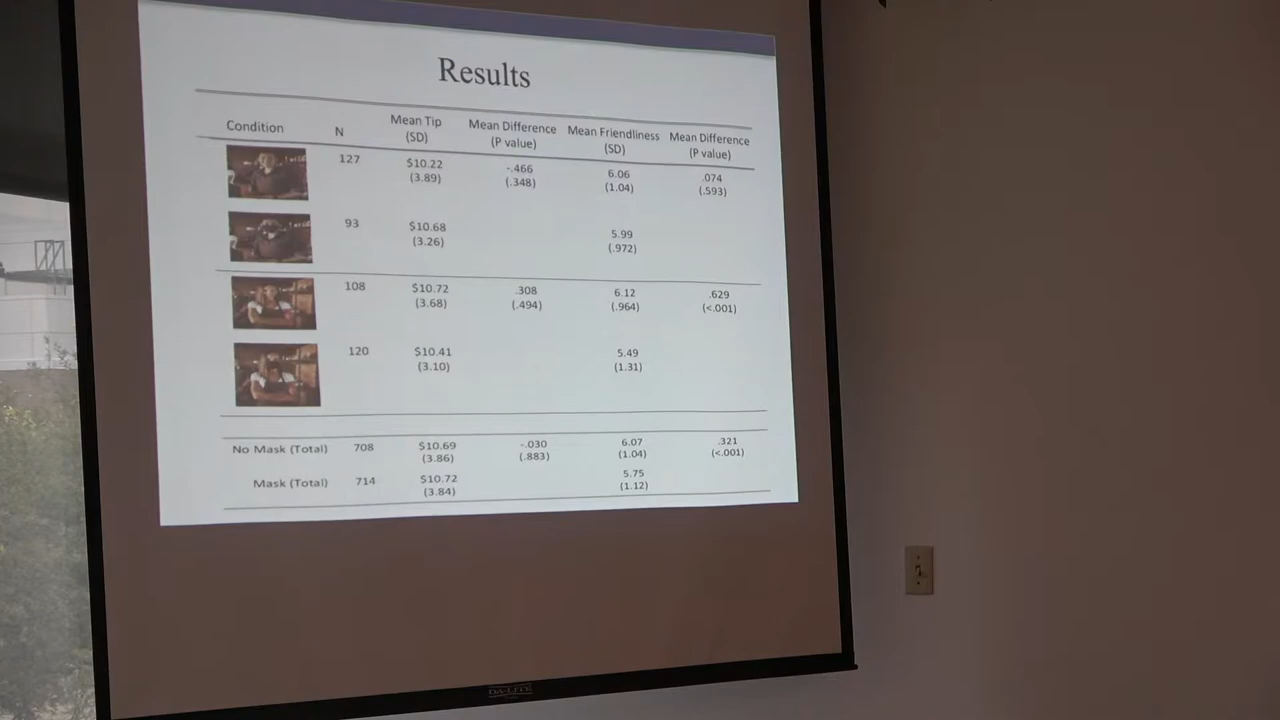 Results
Condition N Mean Tip (SD) Mean Difference (P value) Mean Friendliness (SD) Mean Difference (P value)
127 $10.22 (3.89) -.466 (.348) 6.06 (1.04) .074 (.593)
93 $10.68 (3.26) 5.99 (.972)
108 $10.72 (3.68) .308 (.494) 6.12 (.964) .629 (<.001)
120 $10.41 (3.10) 5.49 (1.31)
No Mask (Total) 708 $10.69 (3.86) -.030 (.883) 6.07 (1.04) .321 (<.001)
Mask (Total) 714 $10.72 (3.84) 5.75 (1.12)
DA-LITE